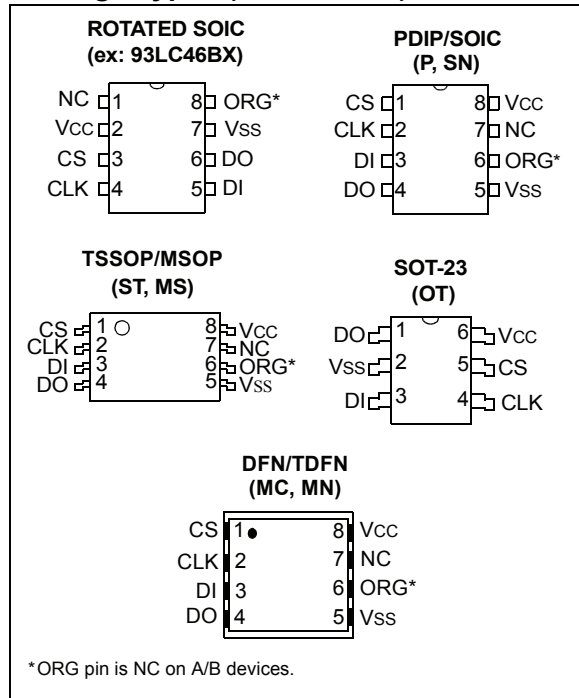 ROTATED SOIC
(ex: 93LC46BX)
NC 1 8 ORG*
Vcc 2 7 Vss
CS 3 6 DO
CLK 4 5 DI
PDIP/SOIC
(P, SN)
CS 1 8 Vcc
CLK 2 7 NC
DI 3 6 ORG*
DO 4 5 Vss
TSSOP/MSOP
(ST, MS)
CS 1 8 Vcc
CLK 2 7 NC
DI 3 6 ORG*
DO 4 5 Vss
SOT-23
(OT)
DO 1 6 Vcc
Vss 2 5 CS
DI 3 4 CLK
DFN/TDFN
(MC, MN)
CS 1 8 Vcc
CLK 2 7 NC
DI 3 6 ORG*
DO 4 5 Vss
*ORG pin is NC on A/B devices.